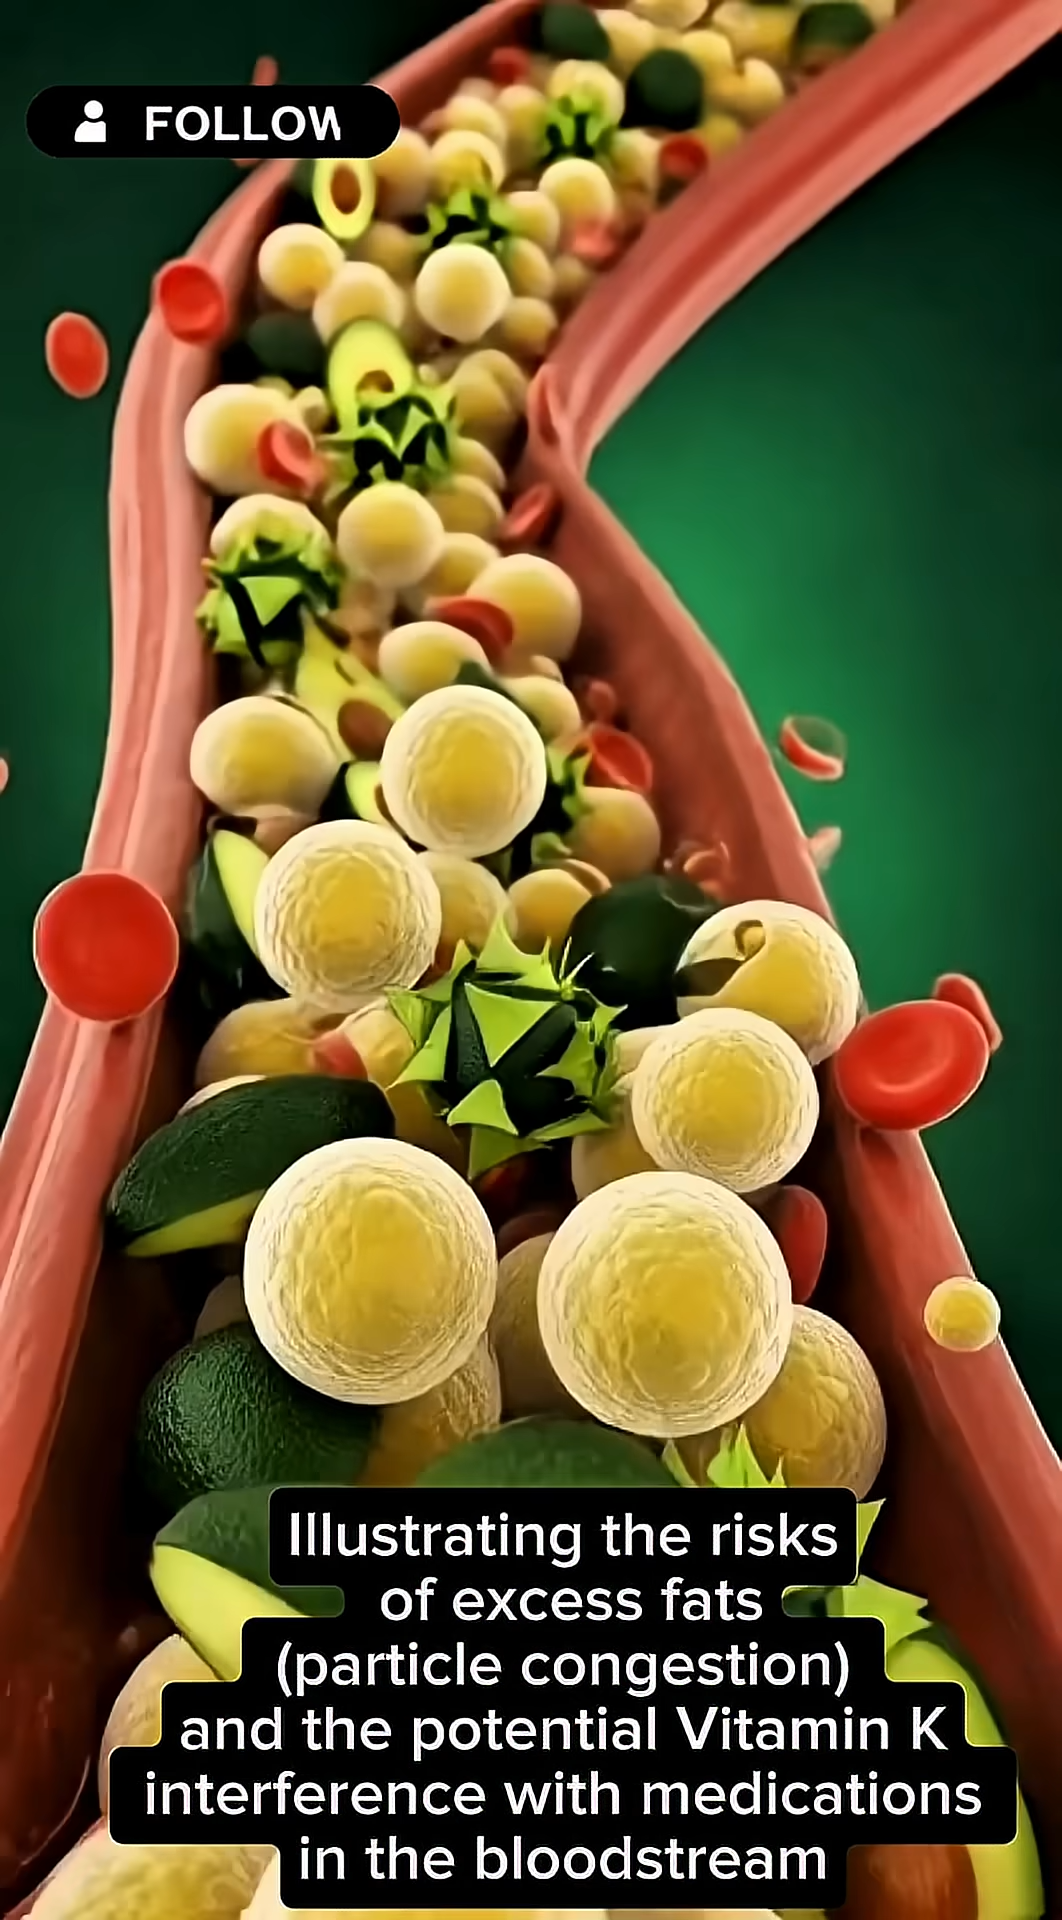 FOLLOW
Illustrating the risks
of excess fats
(particle congestion)
and the potential Vitamin K
interference with medications
in the bloodstream